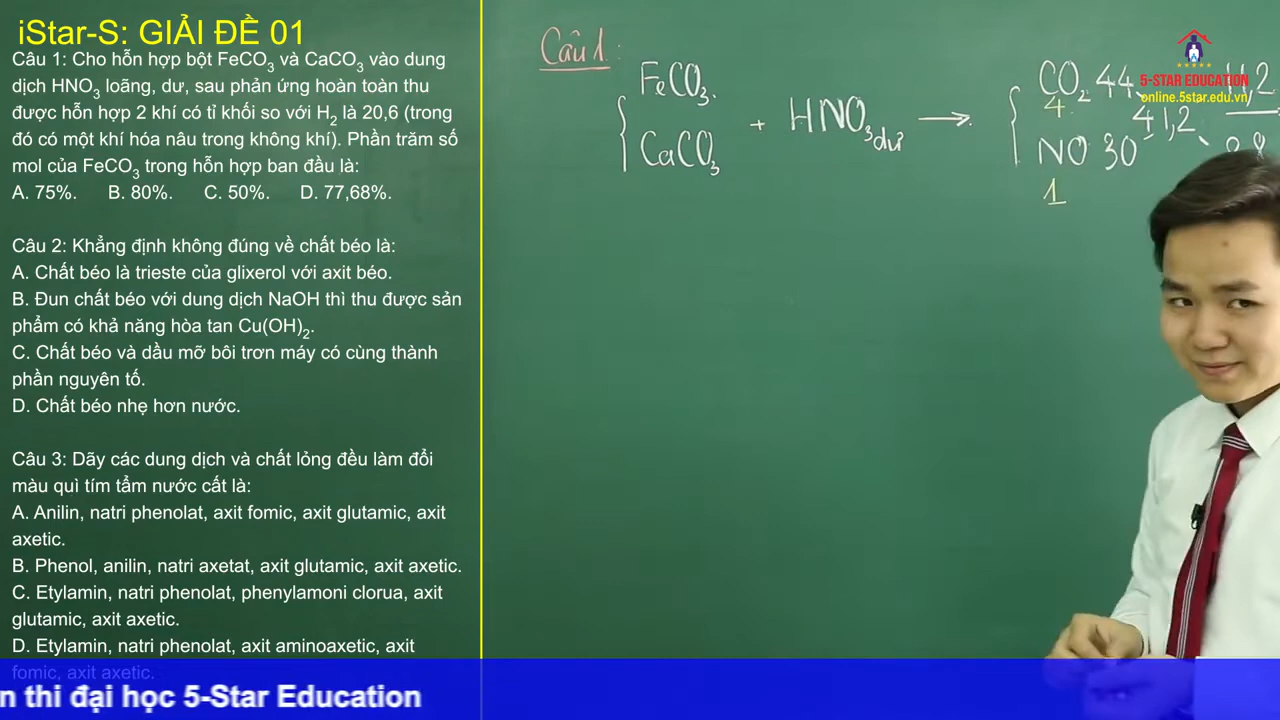 iStar-S: GIẢI ĐỀ 01
Câu 1: Cho hỗn hợp bột FeCO₃ và CaCO₃ vào dung
dịch HNO₃ loãng, dư, sau phản ứng hoàn toàn thu
được hỗn hợp 2 khí có tỉ khối so với H₂ là 20,6 (trong
đó có một khí hóa nâu trong không khí). Phần trăm số
mol của FeCO₃ trong hỗn hợp ban đầu là:
A. 75%. B. 80%. C. 50%. D. 77,68%.
Câu 2: Khẳng định không đúng về chất béo là:
A. Chất béo là trieste của glixerol với axit béo.
B. Đun chất béo với dung dịch NaOH thì thu được sản
phẩm có khả năng hòa tan Cu(OH)₂.
C. Chất béo và dầu mỡ bôi trơn máy có cùng thành
phần nguyên tố.
D. Chất béo nhẹ hơn nước.
Câu 3: Dãy các dung dịch và chất lỏng đều làm đổi
màu quì tím tẩm nước cất là:
A. Anilin, natri phenolat, axit fomic, axit glutamic, axit
axetic.
B. Phenol, anilin, natri axetat, axit glutamic, axit axetic.
C. Etylamin, natri phenolat, phenylamoni clorua, axit
glutamic, axit axetic.
D. Etylamin, natri phenolat, axit aminoaxetic, axit
fomic, axit axetic.
Câu 1:
FeCO₃
CaCO₃
+ HNO₃ dư →
CO₂ 44 11,2
4
41,2
NO 30
1
5-STAR EDUCATION
online.5star.edu.vn
n thi đại học 5-Star Education